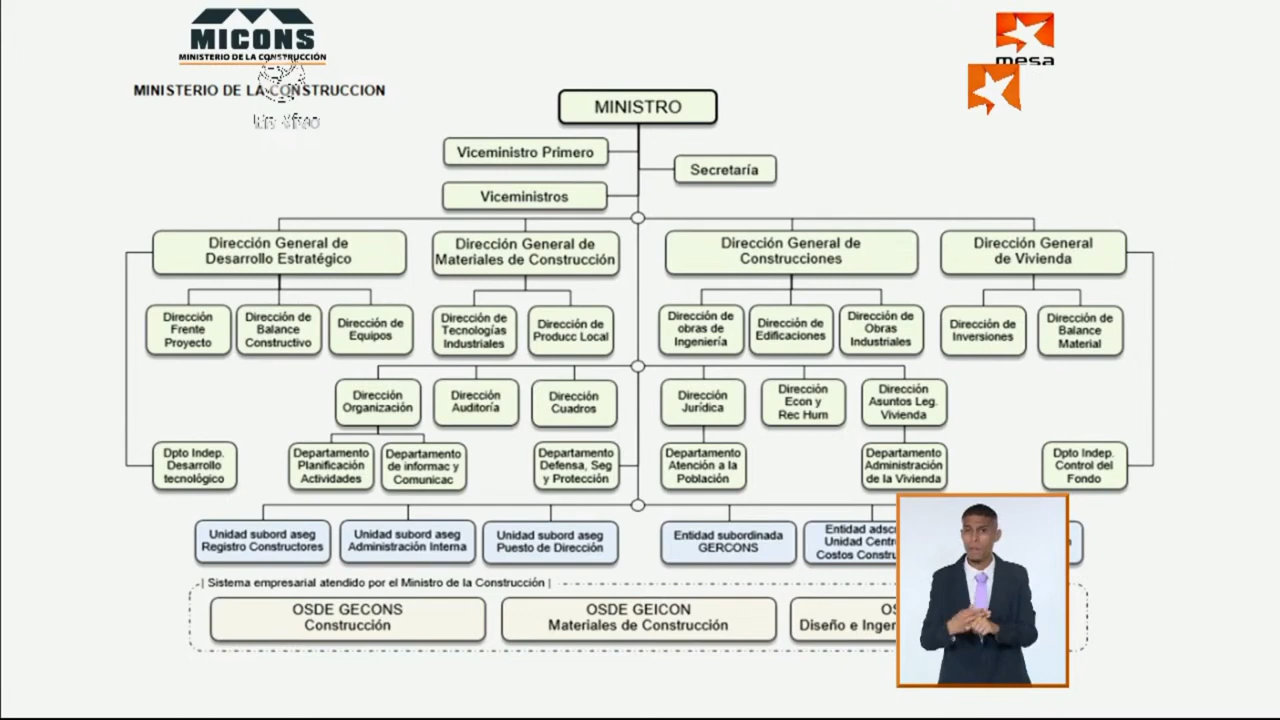 MICONS
MINISTERIO DE LA CONSTRUCCIÓN
MINISTERIO DE LA CONSTRUCCION
mesa
MINISTRO
Viceministro Primero
Secretaría
Viceministros
Dirección General de
Desarrollo Estratégico
Dirección General de
Materiales de Construcción
Dirección General de
Construcciones
Dirección General
de Vivienda
Dirección
Frente
Proyecto
Dirección de
Balance
Constructivo
Dirección de
Equipos
Dirección de
Tecnologías
Industriales
Dirección de
Producc Local
Dirección de
obras de
Ingeniería
Dirección de
Edificaciones
Dirección de
Obras
Industriales
Dirección de
Inversiones
Dirección de
Balance
Material
Dirección
Organización
Dirección
Auditoría
Dirección
Cuadros
Dirección
Jurídica
Dirección
Econ y
Rec Hum
Dirección
Asuntos Leg.
Vivienda
Dpto Indep.
Desarrollo
tecnológico
Departamento
Planificación
Actividades
Departamento
de informac y
Comunicac
Departamento
Defensa, Seg
y Protección
Departamento
Atención a la
Población
Departamento
Administración
de la Vivienda
Dpto Indep.
Control del
Fondo
Unidad subord aseg
Registro Constructores
Unidad subord aseg
Administración Interna
Unidad subord aseg
Puesto de Dirección
Entidad subordinada
GERCONS
Entidad
Unidad
Costos
Sistema empresarial atendido por el Ministro de la Construcción
OSDE GECONS
Construcción
OSDE GEICON
Materiales de Construcción
Diseño e